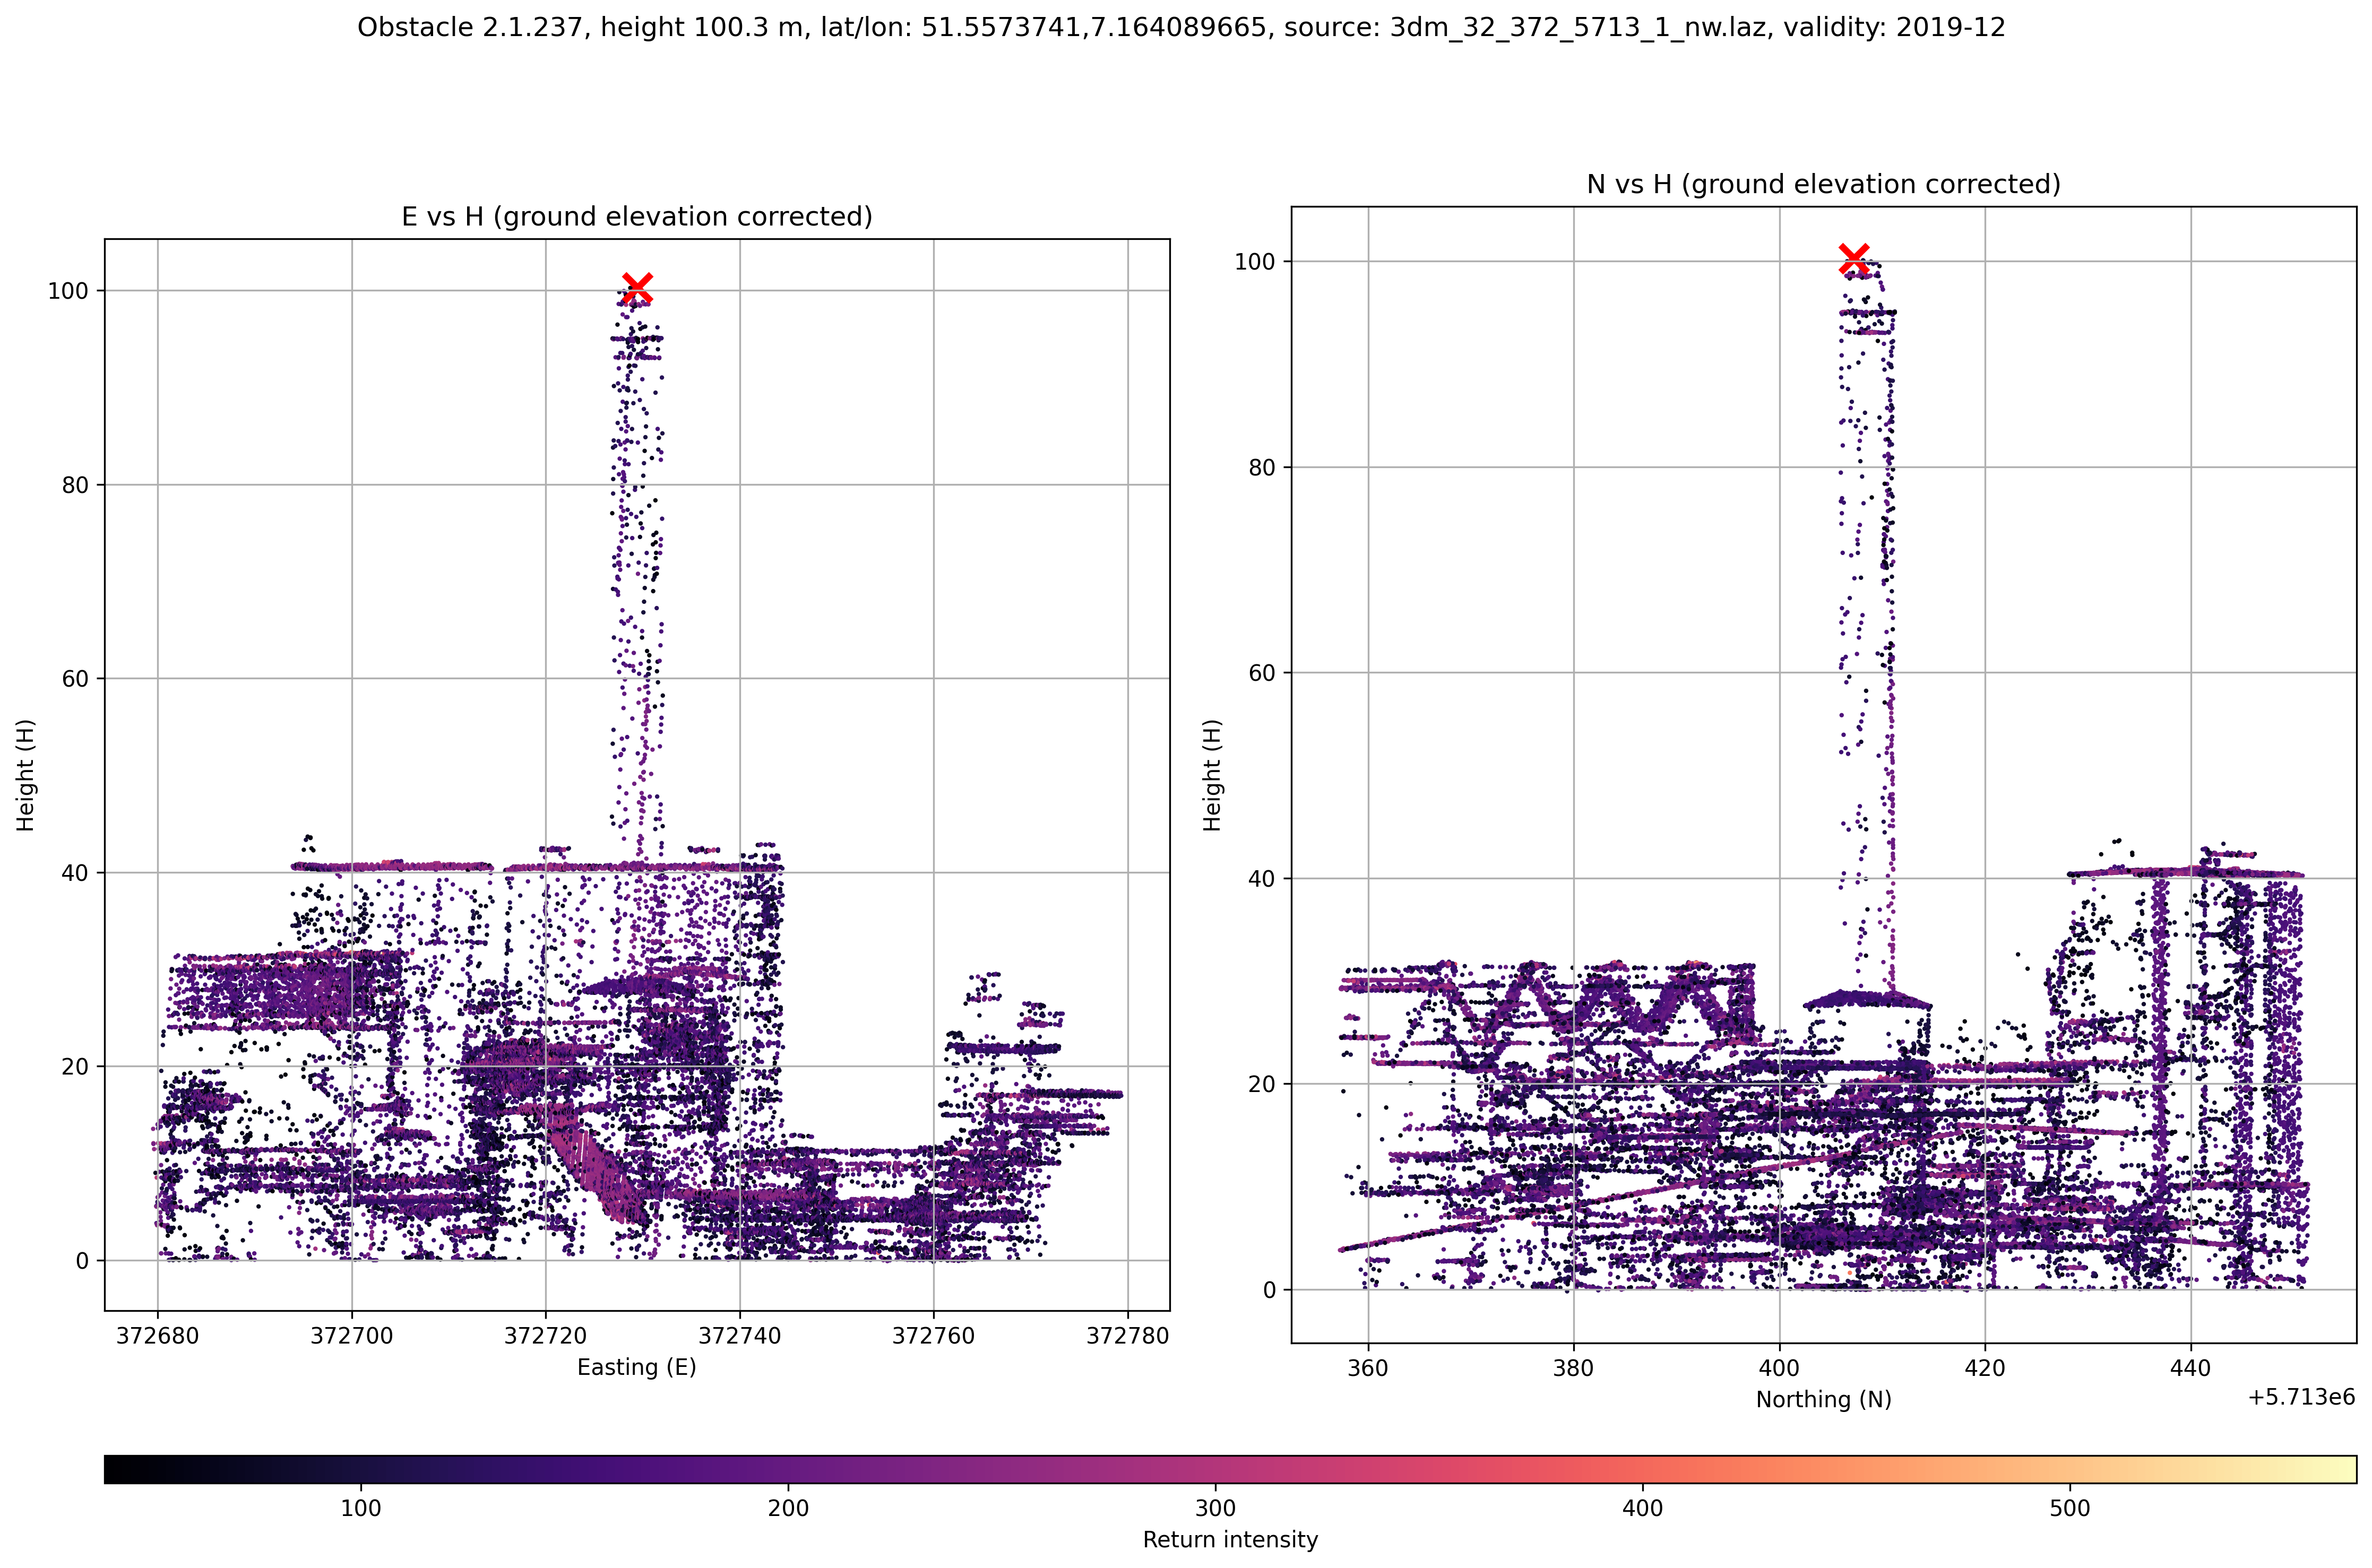 Obstacle 2.1.237, height 100.3 m, lat/lon: 51.5573741,7.164089665, source: 3dm_32_372_5713_1_nw.laz, validity: 2019-12
E vs H (ground elevation corrected)
100
80
60
40
20
0
Height (H)
372680 372700 372720 372740 372760 372780
Easting (E)
N vs H (ground elevation corrected)
100
80
60
40
20
0
Height (H)
360 380 400 420 440
+5.713e6
Northing (N)
100 200 300 400 500
Return intensity